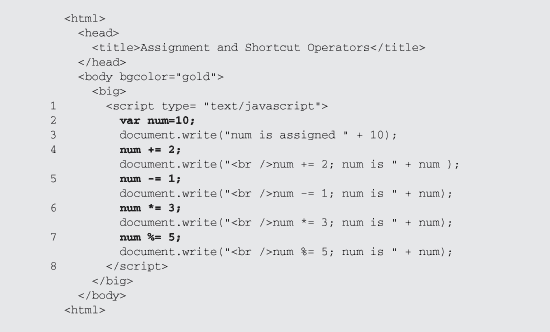 <html>
<head>
<title>Assignment and Shortcut Operators</title>
</head>
<body bgcolor="gold">
<big>
1 <script type= "text/javascript">
2 var num=10;
3 document.write("num is assigned " + 10);
4 num += 2;
document.write("<br />num += 2; num is " + num );
5 num -= 1;
document.write("<br />num -= 1; num is " + num);
6 num *= 3;
document.write("<br />num *= 3; num is " + num);
7 num %= 5;
document.write("<br />num %= 5; num is " + num);
8 </script>
</big>
</body>
<html>